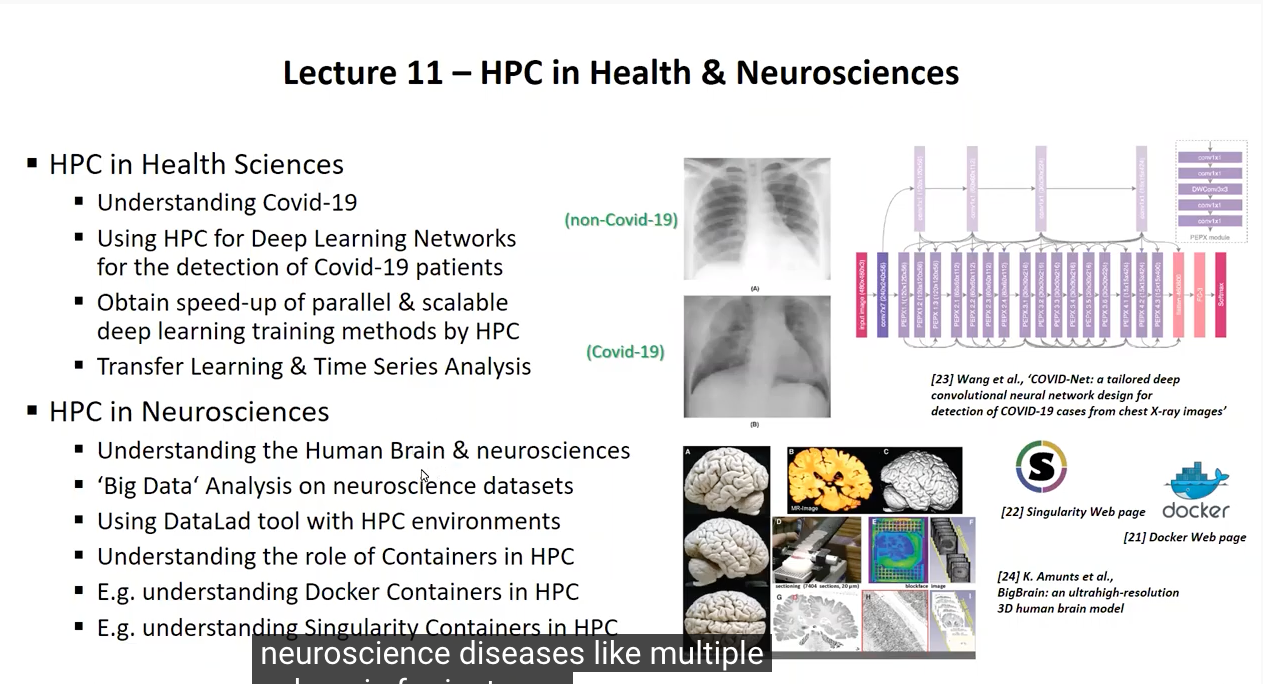 Lecture 11 – HPC in Health & Neurosciences
▪ HPC in Health Sciences
▪ Understanding Covid-19
▪ Using HPC for Deep Learning Networks
for the detection of Covid-19 patients
▪ Obtain speed-up of parallel & scalable
deep learning training methods by HPC
▪ Transfer Learning & Time Series Analysis
▪ HPC in Neurosciences
▪ Understanding the Human Brain & neurosciences
▪ ‘Big Data‘ Analysis on neuroscience datasets
▪ Using DataLad tool with HPC environments
▪ Understanding the role of Containers in HPC
▪ E.g. understanding Docker Containers in HPC
▪ E.g. understanding Singularity Containers in HPC
(non-Covid-19)
(A)
(Covid-19)
(B)
conv1x1
conv1x1
DWConv3x3
conv1x1
conv1x1
PEPX module
Input image (480x480x3)
conv7x7 (240x240x56)
FC-3
Softmax
[23] Wang et al., ‘COVID-Net: a tailored deep
convolutional neural network design for
detection of COVID-19 cases from chest X-ray images’
A
B
C
MR-Image
D
E
F
sectioning (7404 sections, 20 µm)
blockface image
G
H
I
S
[22] Singularity Web page
docker
[21] Docker Web page
[24] K. Amunts et al.,
BigBrain: an ultrahigh-resolution
3D human brain model
neuroscience diseases like multiple